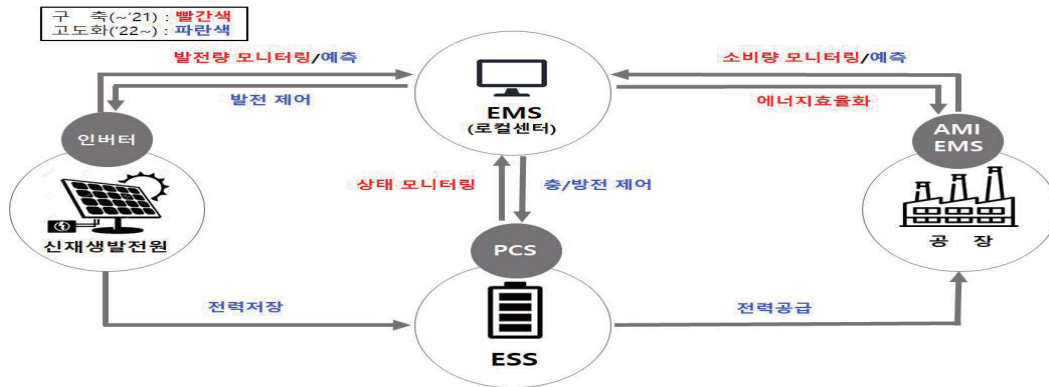 구 축(~'21) : 빨간색
고도화('22~) : 파란색
발전량 모니터링/예측
발전 제어
소비량 모니터링/예측
에너지효율화
EMS
(로컬센터)
인버터
신재생발전원
AMI
EMS
공 장
상태 모니터링
충/방전 제어
PCS
ESS
전력저장
전력공급